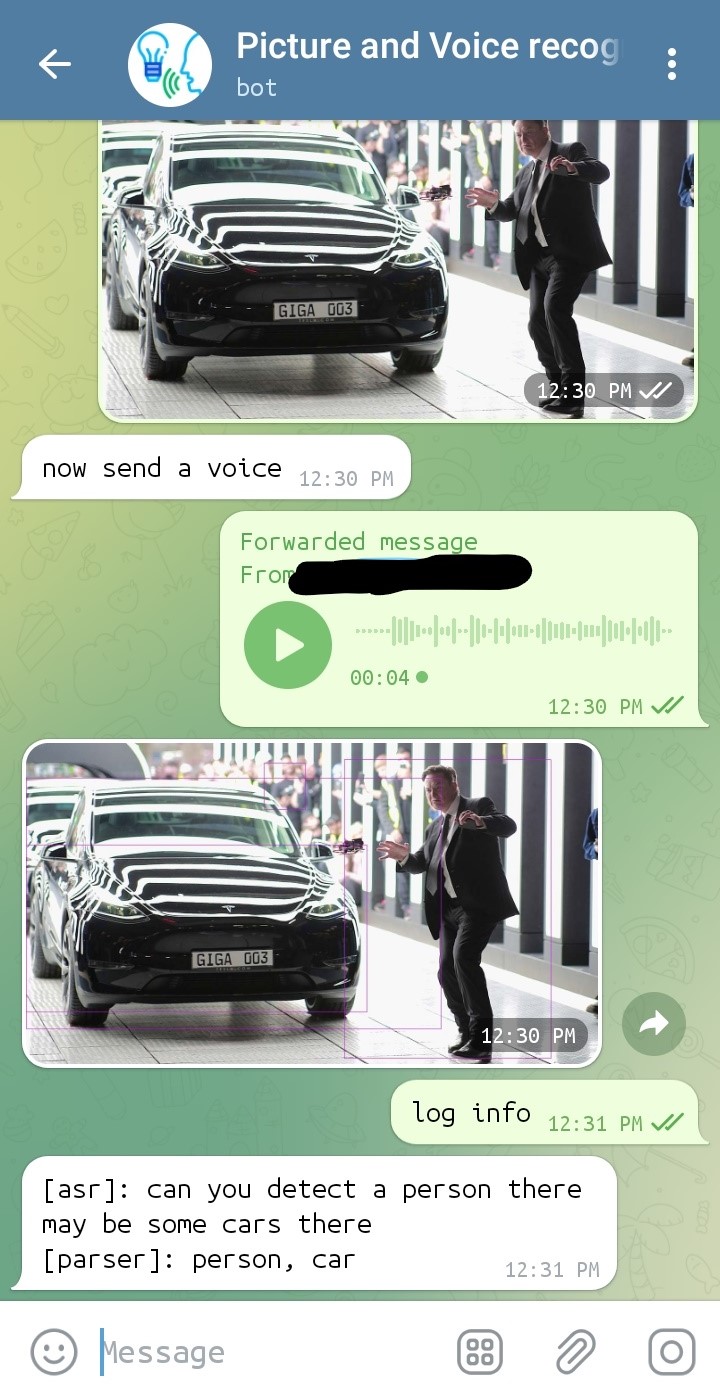 Picture and Voice recog
bot
GIGA 003
12:30 PM
now send a voice 12:30 PM
Forwarded message
From
00:04
12:30 PM
GIGA 003
12:30 PM
log info 12:31 PM
[asr]: can you detect a person there
may be some cars there
[parser]: person, car
12:31 PM
Message